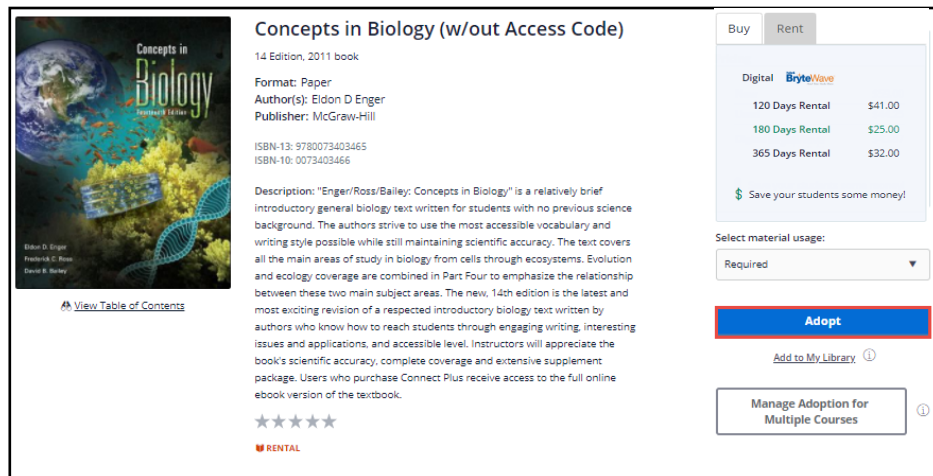 Concepts in
Biology
Fourteenth Edition
Eldon D. Enger
Frederick C. Ross
David B. Bailey
View Table of Contents
Concepts in Biology (w/out Access Code)
14 Edition, 2011 book
Format: Paper
Author(s): Eldon D Enger
Publisher: McGraw-Hill
ISBN-13: 9780073403465
ISBN-10: 0073403466
Description: "Enger/Ross/Bailey: Concepts in Biology" is a relatively brief
introductory general biology text written for students with no previous science
background. The authors strive to use the most accessible vocabulary and
writing style possible while still maintaining scientific accuracy. The text covers
all the main areas of study in biology from cells through ecosystems. Evolution
and ecology coverage are combined in Part Four to emphasize the relationship
between these two main subject areas. The new, 14th edition is the latest and
most exciting revision of a respected introductory biology text written by
authors who know how to reach students through engaging writing, interesting
issues and applications, and accessible level. Instructors will appreciate the
book's scientific accuracy, complete coverage and extensive supplement
package. Users who purchase Connect Plus receive access to the full online
ebook version of the textbook.
RENTAL
Buy Rent
Digital BryteWave
120 Days Rental $41.00
180 Days Rental $25.00
365 Days Rental $32.00
$ Save your students some money!
Select material usage:
Required
Adopt
Add to My Library
Manage Adoption for
Multiple Courses